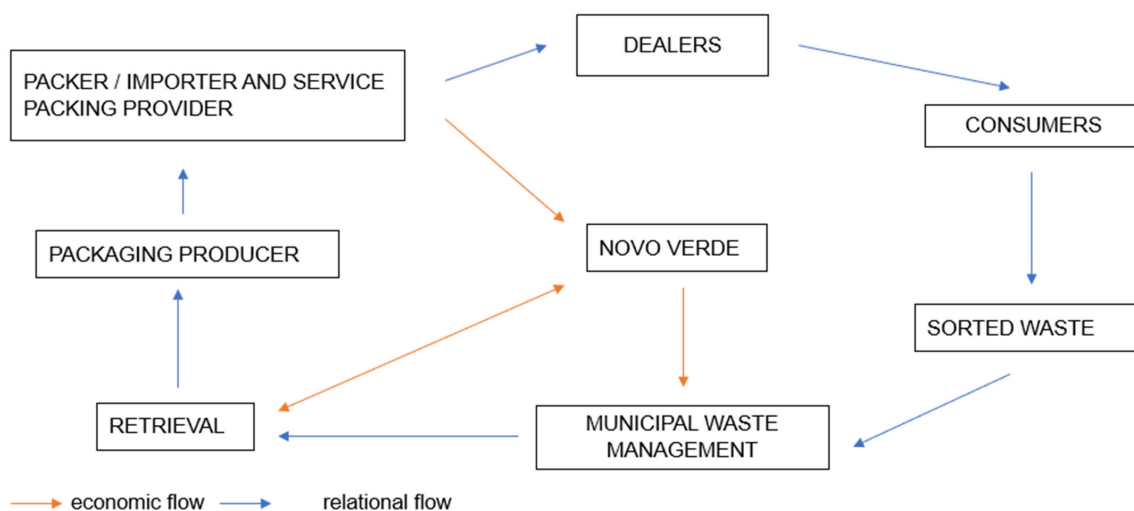 DEALERS
PACKER / IMPORTER AND SERVICE
PACKING PROVIDER
CONSUMERS
PACKAGING PRODUCER
NOVO VERDE
SORTED WASTE
RETRIEVAL
MUNICIPAL WASTE
MANAGEMENT
economic flow
relational flow